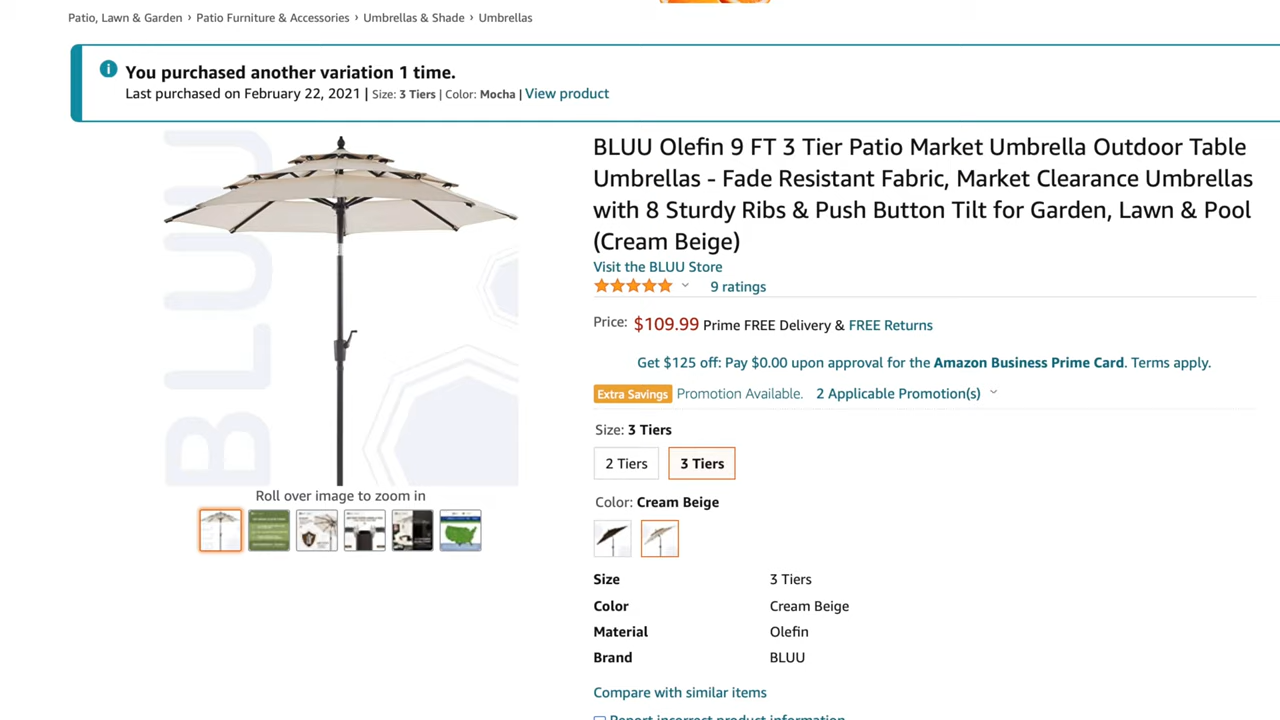 Patio, Lawn & Garden › Patio Furniture & Accessories › Umbrellas & Shade › Umbrellas
You purchased another variation 1 time.
Last purchased on February 22, 2021 | Size: 3 Tiers | Color: Mocha | View product
BLUU
BLUU Olefin 9 FT 3 Tier Patio Market Umbrella Outdoor Table
Umbrellas - Fade Resistant Fabric, Market Clearance Umbrellas
with 8 Sturdy Ribs & Push Button Tilt for Garden, Lawn & Pool
(Cream Beige)
Visit the BLUU Store
9 ratings
Price: $109.99 Prime FREE Delivery & FREE Returns
Get $125 off: Pay $0.00 upon approval for the Amazon Business Prime Card. Terms apply.
Extra Savings Promotion Available. 2 Applicable Promotion(s)
Size: 3 Tiers
2 Tiers 3 Tiers
Roll over image to zoom in
Color: Cream Beige
Size 3 Tiers
Color Cream Beige
Material Olefin
Brand BLUU
Compare with similar items
Report incorrect product information